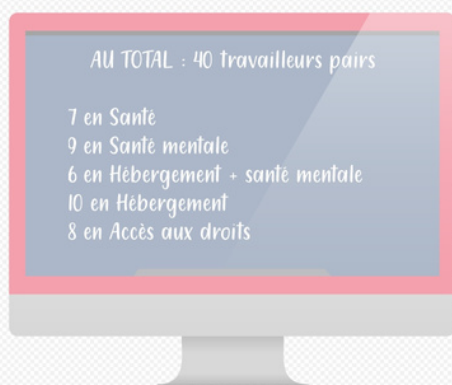 AU TOTAL : 40 travailleurs pairs
7 en Santé
9 en Santé mentale
6 en Hébergement + santé mentale
10 en Hébergement
8 en Accès aux droits